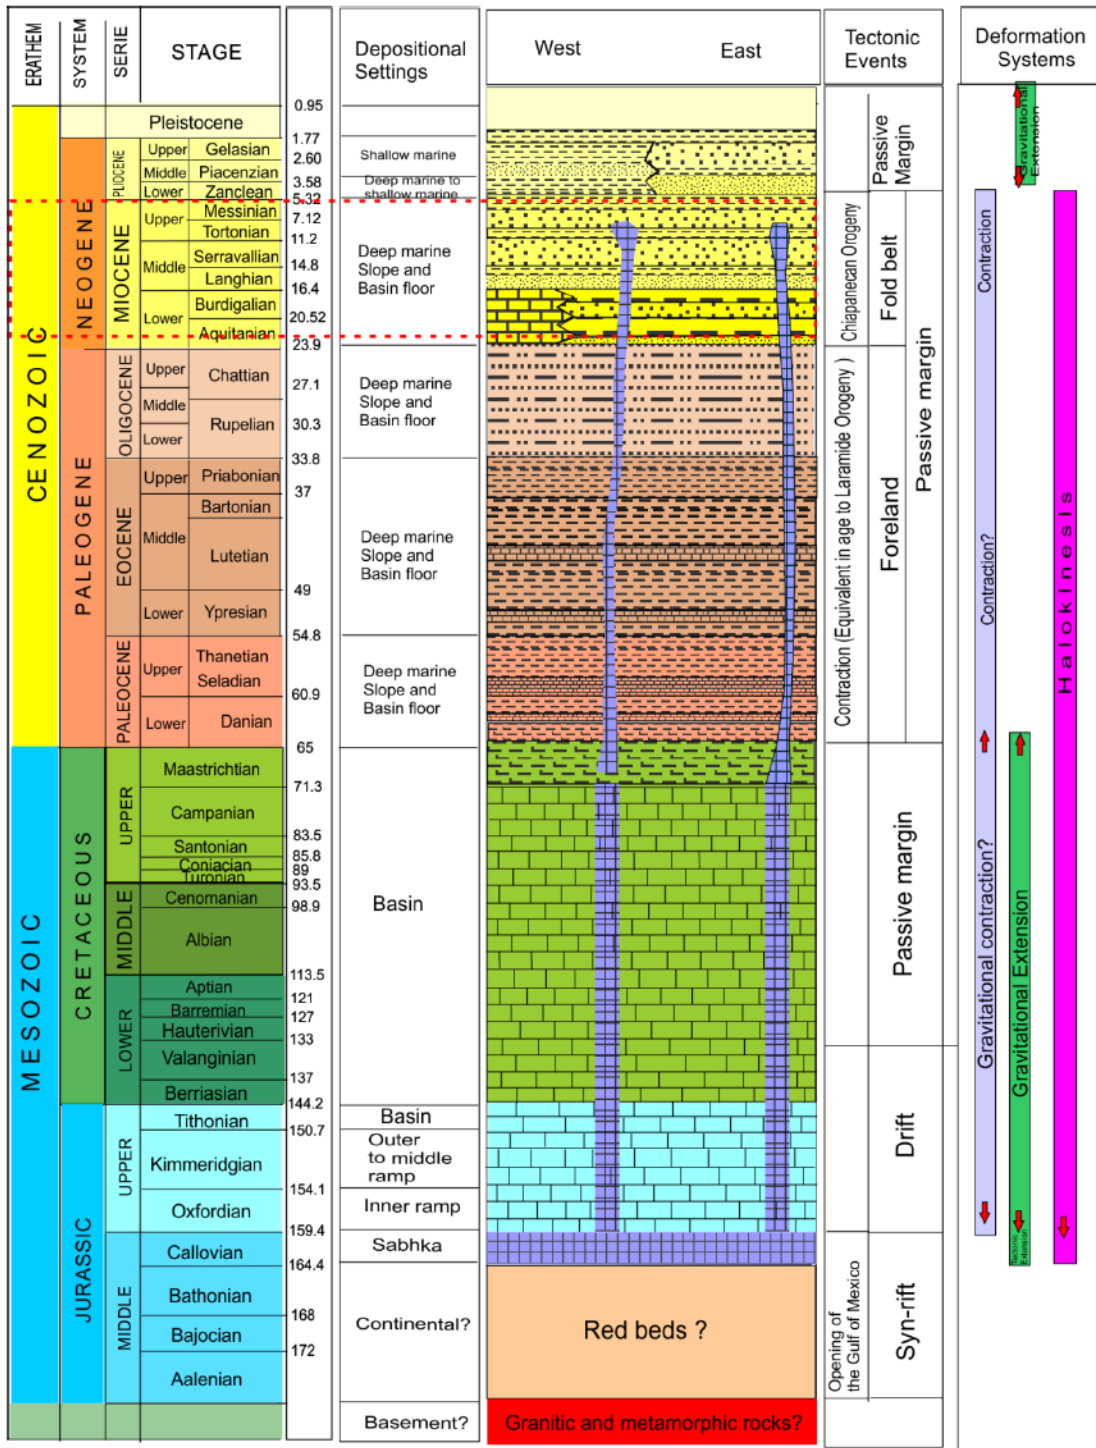 ERATHEM
SYSTEM
SERIE
STAGE
Depositional
Settings
West
East
Tectonic
Events
Deformation
Systems
CENOZOIC
MESOZOIC
NEOGENE
PALEOGENE
CRETACEOUS
JURASSIC
PLIOCENE
MIOCENE
OLIGOCENE
EOCENE
PALEOCENE
UPPER
MIDDLE
LOWER
UPPER
MIDDLE
Pleistocene
Upper Gelasian
Middle Piacenzian
Lower Zanclean
Upper Messinian
Tortonian
Middle Serravallian
Langhian
Lower Burdigalian
Aquitanian
Upper Chattian
Middle
Lower Rupelian
Upper Priabonian
Middle Bartonian
Lutetian
Lower Ypresian
Upper Thanetian
Seladian
Lower Danian
Maastrichtian
Campanian
Santonian
Coniacian
Turonian
Cenomanian
Albian
Aptian
Barremian
Hauterivian
Valanginian
Berriasian
Tithonian
Kimmeridgian
Oxfordian
Callovian
Bathonian
Bajocian
Aalenian
0.95
1.77
2.60
3.58
5.32
7.12
11.2
14.8
16.4
20.52
23.9
27.1
30.3
33.8
37
49
54.8
60.9
65
71.3
83.5
85.8
89
93.5
98.9
113.5
121
127
133
137
144.2
150.7
154.1
159.4
164.4
168
172
Shallow marine
Deep marine to
shallow marine
Deep marine
Slope and
Basin floor
Deep marine
Slope and
Basin floor
Deep marine
Slope and
Basin floor
Deep marine
Slope and
Basin floor
Basin
Basin
Outer
to middle
ramp
Inner ramp
Sabhka
Continental?
Basement?
Red beds ?
Granitic and metamorphic rocks?
Passive
Margin
Chiapanecan Orogeny
Fold belt
Contraction (Equivalent in age to Laramide Orogeny )
Foreland
Passive margin
Passive margin
Drift
Opening of
the Gulf of Mexico
Syn-rift
Gravitational
Extension
Contraction
Contraction?
Gravitational contraction?
Gravitational Extension
Tectonic
Extension
Halokinesis